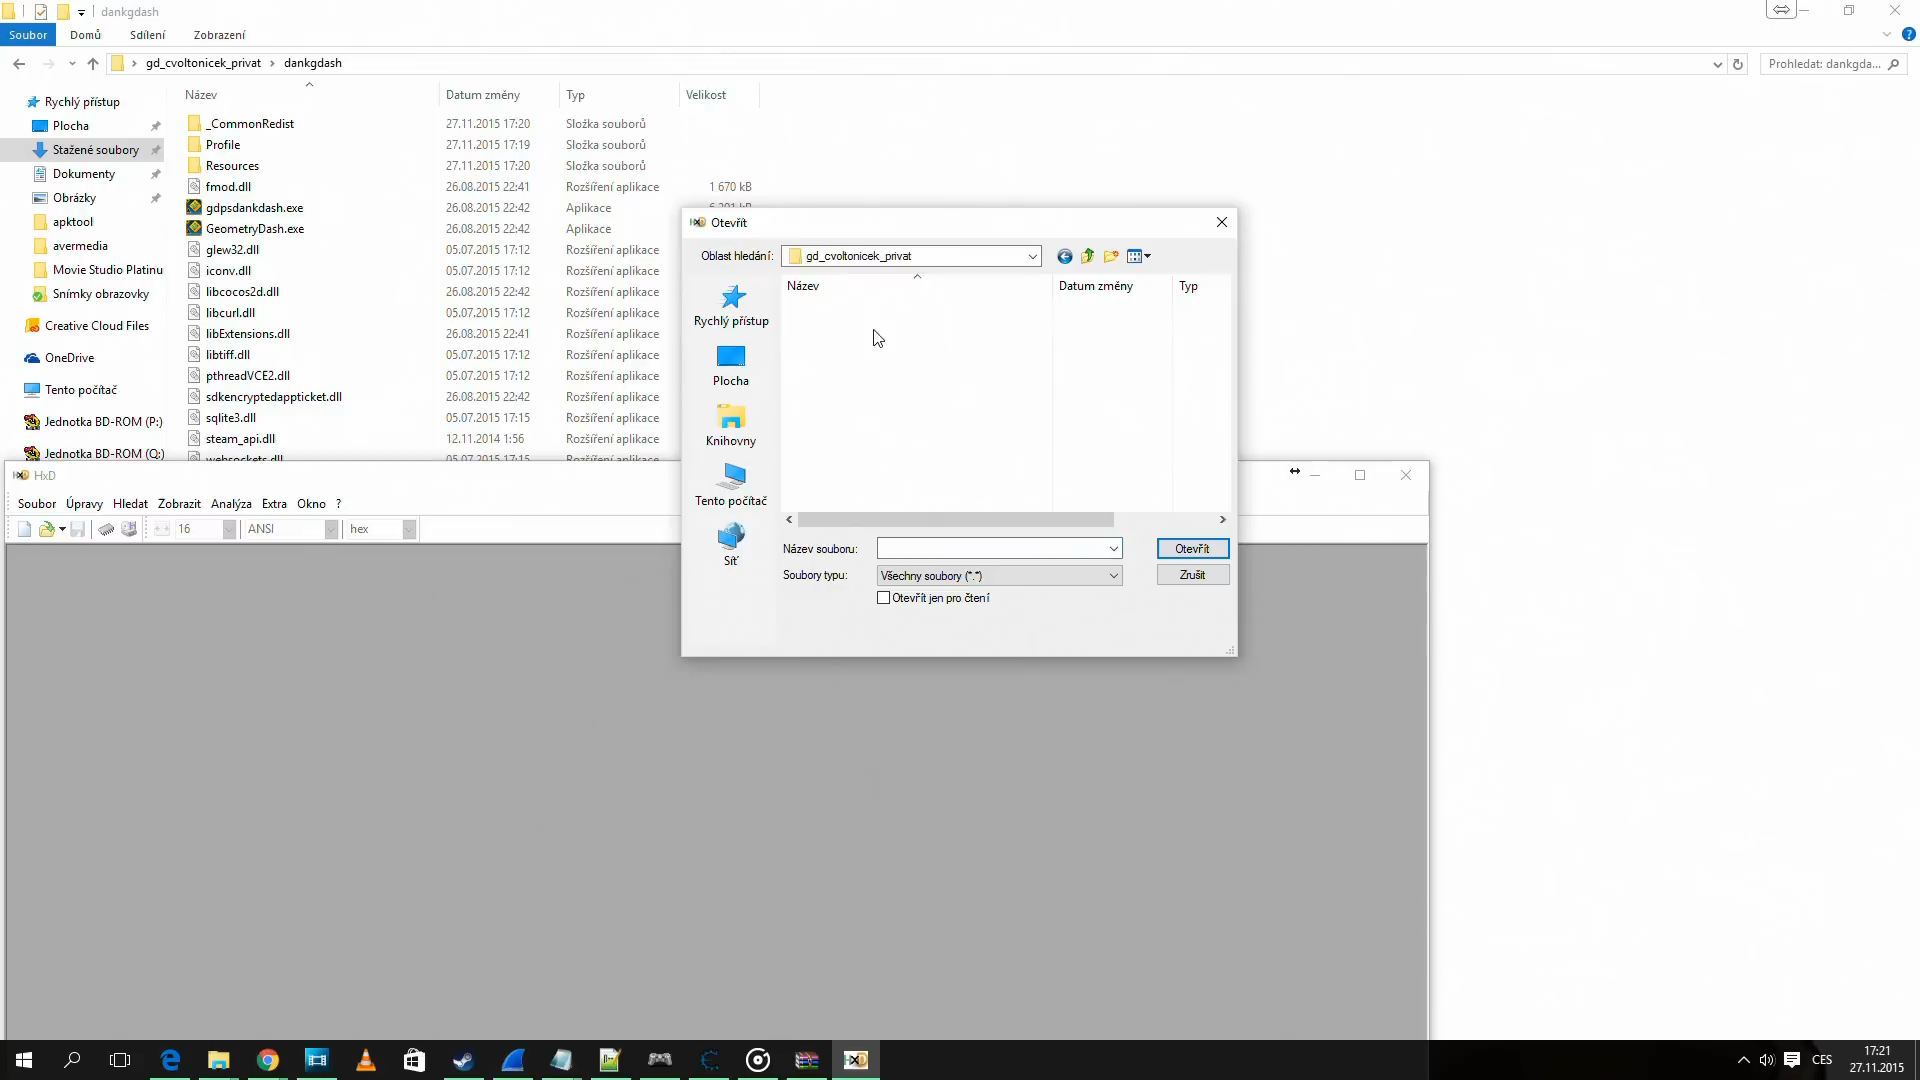 dankgdash
Soubor Domů Sdílení Zobrazení
gd_cvoltonicek_privat dankgdash
Prohledat: dankgda...
Rychlý přístup
Plocha
Stažené soubory
Dokumenty
Obrázky
apktool
avermedia
Movie Studio Platinu
Snímky obrazovky
Creative Cloud Files
OneDrive
Tento počítač
Jednotka BD-ROM (P:)
Jednotka BD-ROM (Q:)
Název Datum změny Typ Velikost
_CommonRedist 27.11.2015 17:20 Složka souborů
Profile 27.11.2015 17:19 Složka souborů
Resources 27.11.2015 17:20 Složka souborů
fmod.dll 26.08.2015 22:41 Rozšíření aplikace 1 670 kB
gdpsdankdash.exe 26.08.2015 22:42 Aplikace
GeometryDash.exe 26.08.2015 22:42 Aplikace
glew32.dll 05.07.2015 17:12 Rozšíření aplikace
iconv.dll 05.07.2015 17:12 Rozšíření aplikace
libcocos2d.dll 26.08.2015 22:42 Rozšíření aplikace
libcurl.dll 05.07.2015 17:12 Rozšíření aplikace
libExtensions.dll 26.08.2015 22:41 Rozšíření aplikace
libtiff.dll 05.07.2015 17:12 Rozšíření aplikace
pthreadVCE2.dll 05.07.2015 17:12 Rozšíření aplikace
sdkencryptedappticket.dll 26.08.2015 22:42 Rozšíření aplikace
sqlite3.dll 05.07.2015 17:15 Rozšíření aplikace
steam_api.dll 12.11.2014 1:56 Rozšíření aplikace
websockets.dll 05.07.2015 17:15 Rozšíření aplikace
Otevřít
Oblast hledání: gd_cvoltonicek_privat
Název Datum změny Typ
Rychlý přístup
Plocha
Knihovny
Tento počítač
Síť
Název souboru: Otevřít
Soubory typu: Všechny soubory (*.*) Zrušit
Otevřít jen pro čtení
HxD
Soubor Úpravy Hledat Zobrazit Analýza Extra Okno ?
16 ANSI hex
CES
17:21
27.11.2015